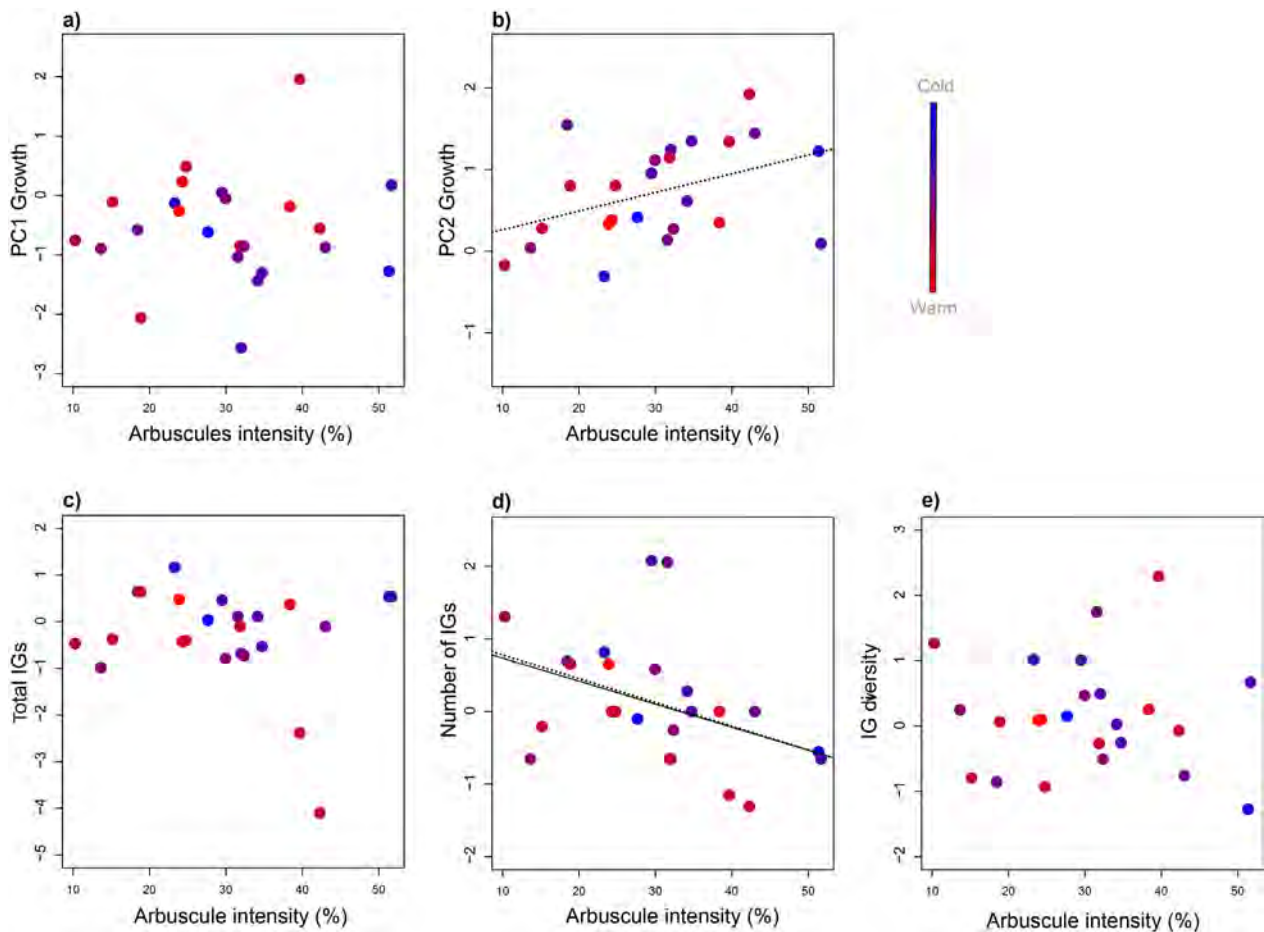 a)
2
1
0
−1
−2
−3
PC1 Growth
10 20 30 40 50
Arbuscules intensity (%)
b)
2
1
0
−1
PC2 Growth
10 20 30 40 50
Arbuscule intensity (%)
Cold
Warm
c)
2
1
0
−1
−2
−3
−4
−5
Total IGs
10 20 30 40 50
Arbuscule intensity (%)
d)
2
1
0
−1
−2
Number of IGs
10 20 30 40 50
Arbuscule intensity (%)
e)
3
2
1
0
−1
−2
IG dversity
10 20 30 40 50
Arbuscule intensity (%)